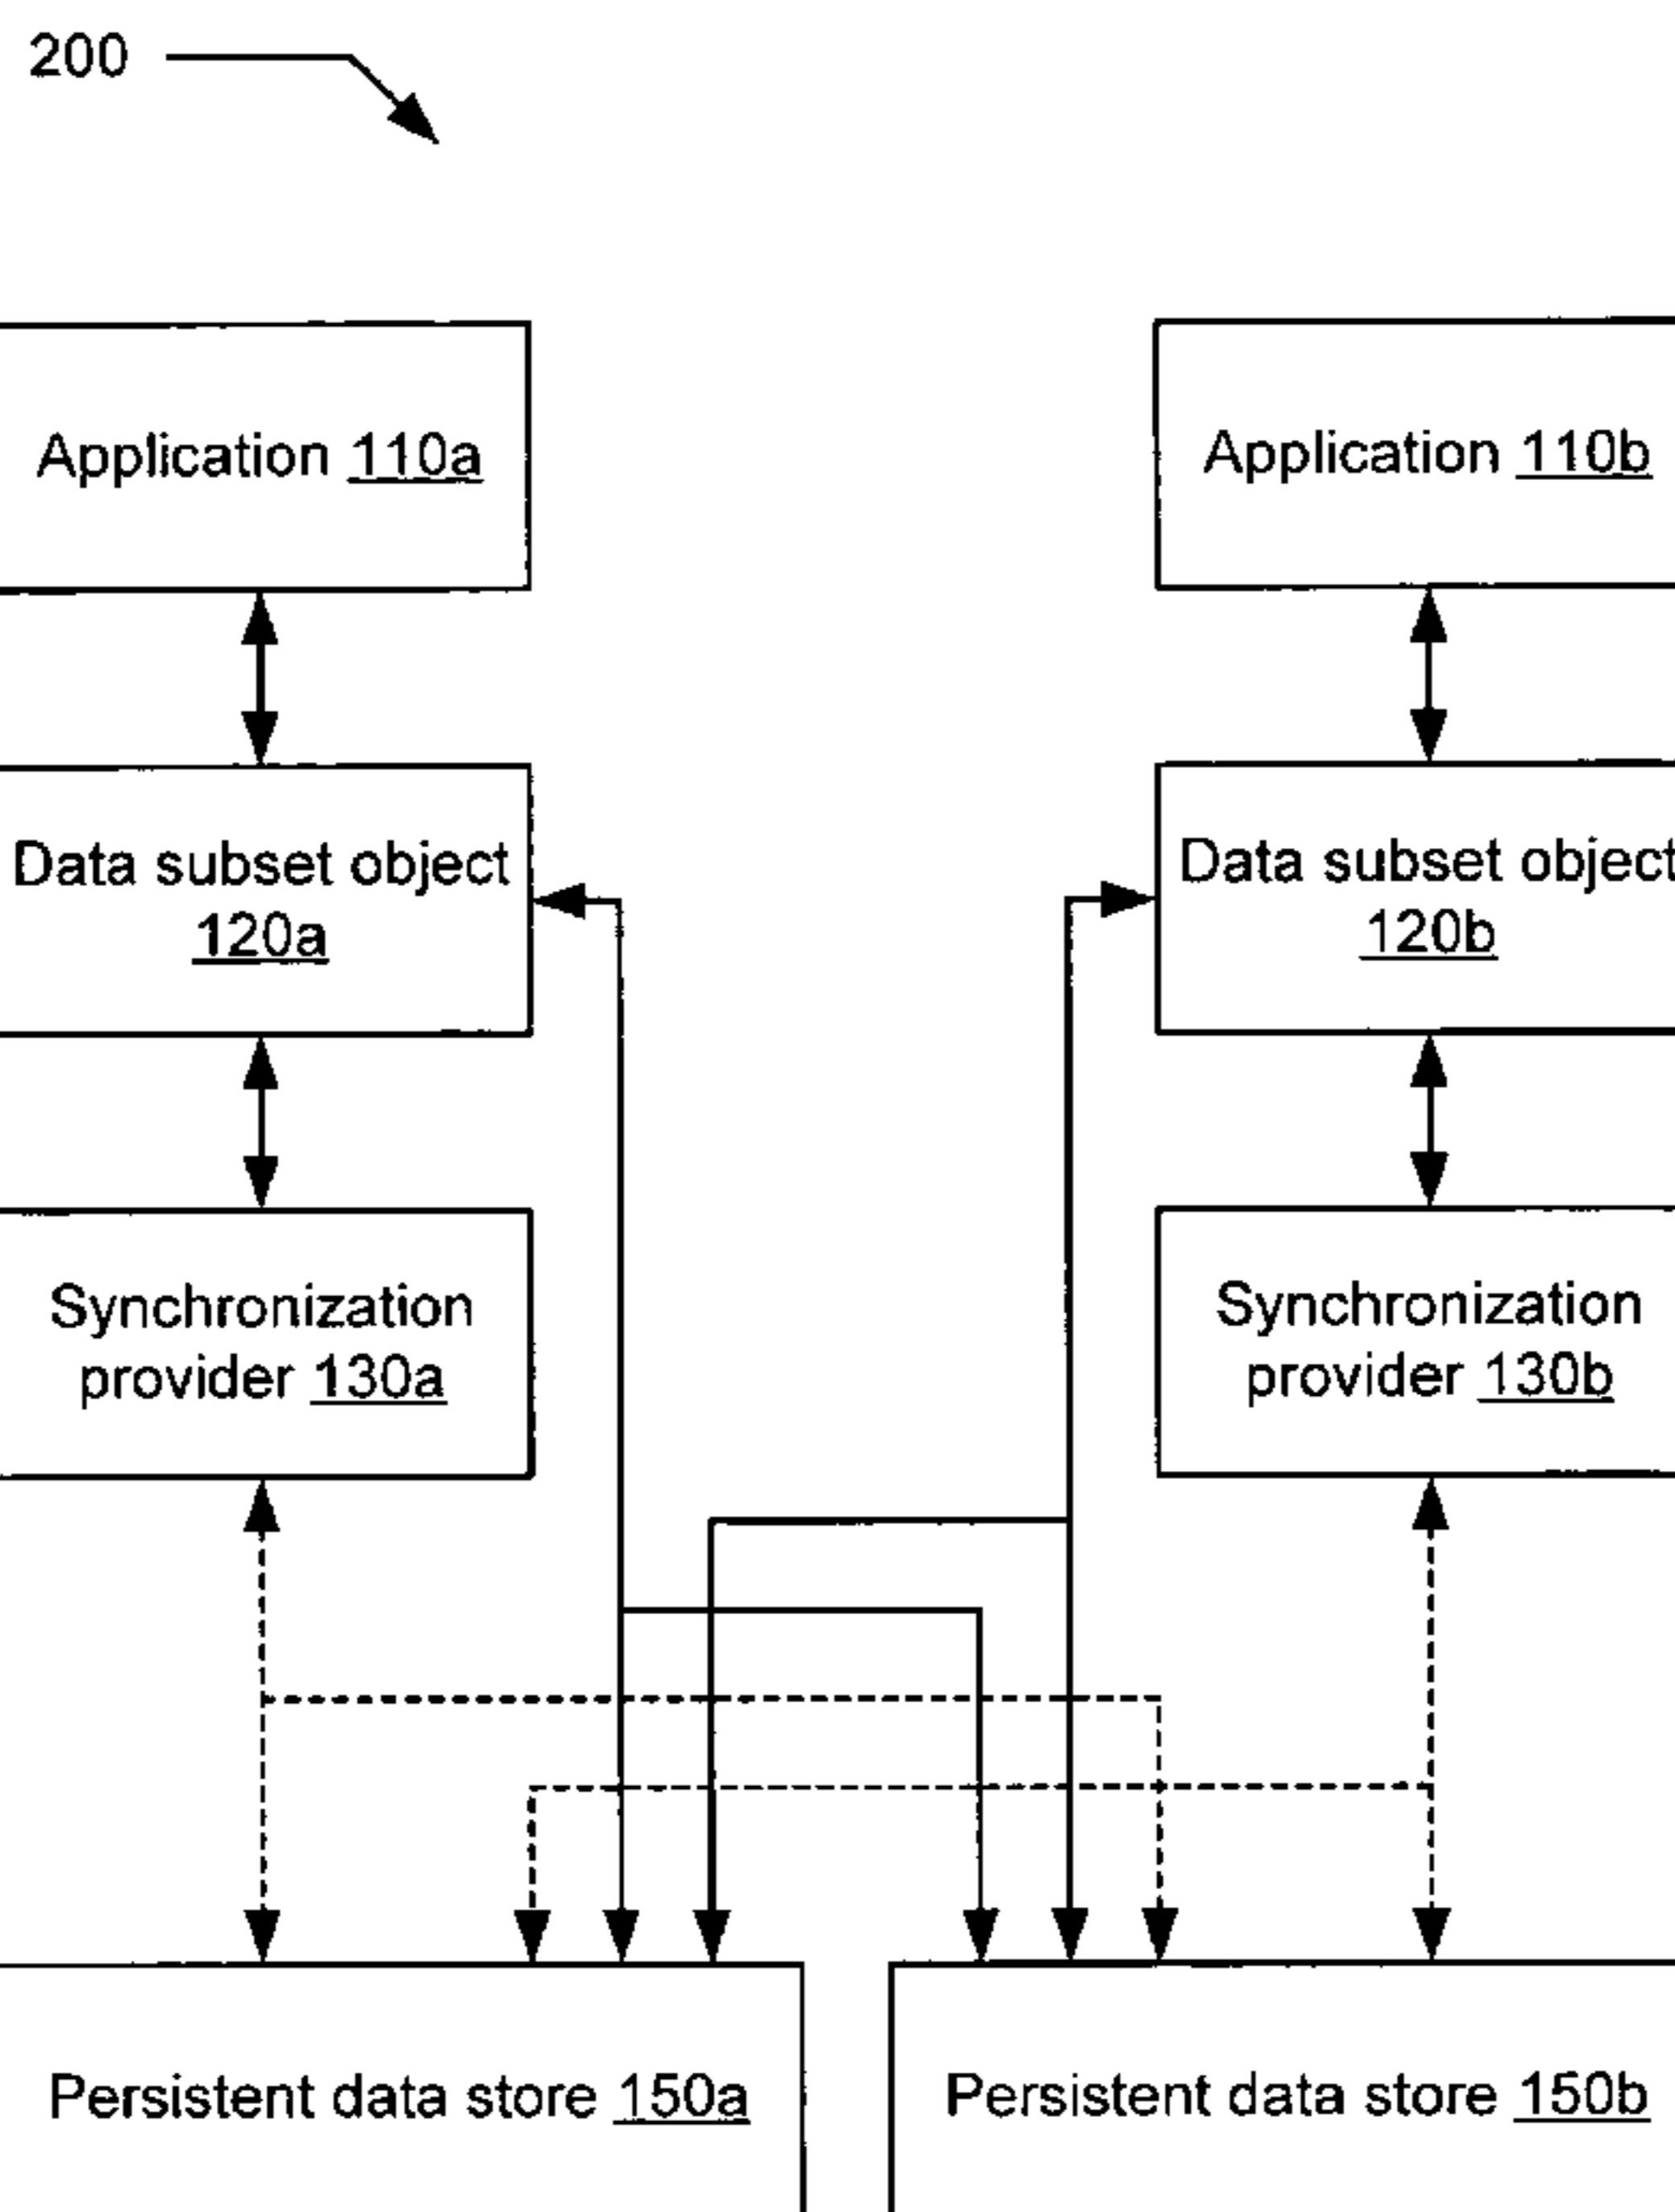 200
Application 110a
Application 110b
Data subset object
120a
Data subset object
120b
Synchronization
provider 130a
Synchronization
provider 130b
Persistent data store 150a
Persistent data store 150b